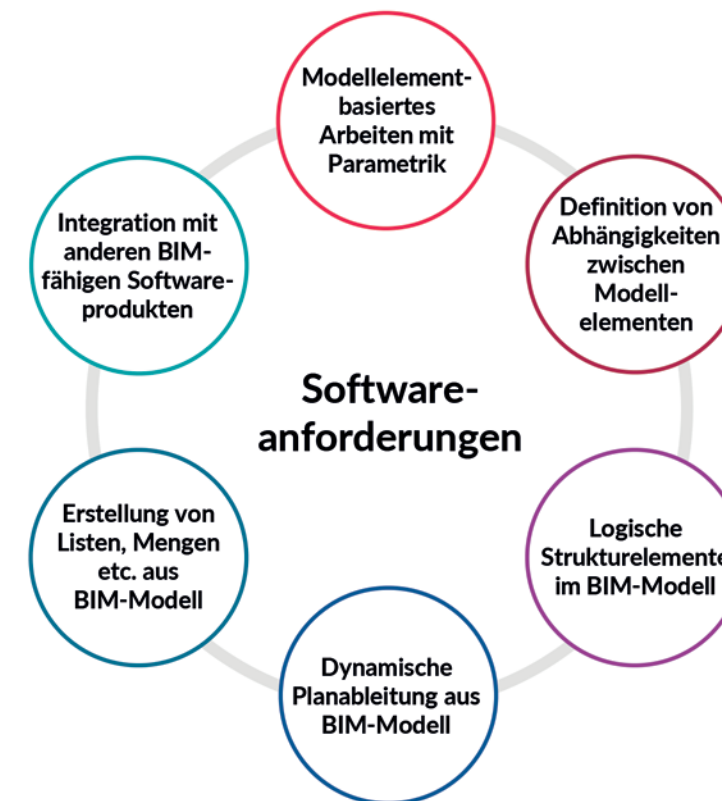 Modellelement-
basiertes
Arbeiten mit
Parametrik
Definition von
Abhängigkeiten
zwischen
Modell-
elementen
Logische
Strukturelemente
im BIM-Modell
Dynamische
Planableitung aus
BIM-Modell
Erstellung von
Listen, Mengen
etc. aus
BIM-Modell
Integration mit
anderen BIM-
fähigen Software-
produkten
Software-
anforderungen